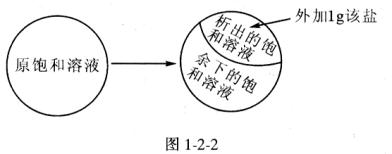 外加1g该盐
析出的饱
和溶液
原饱和溶液
余下的饱
和溶液
图 1-2-2